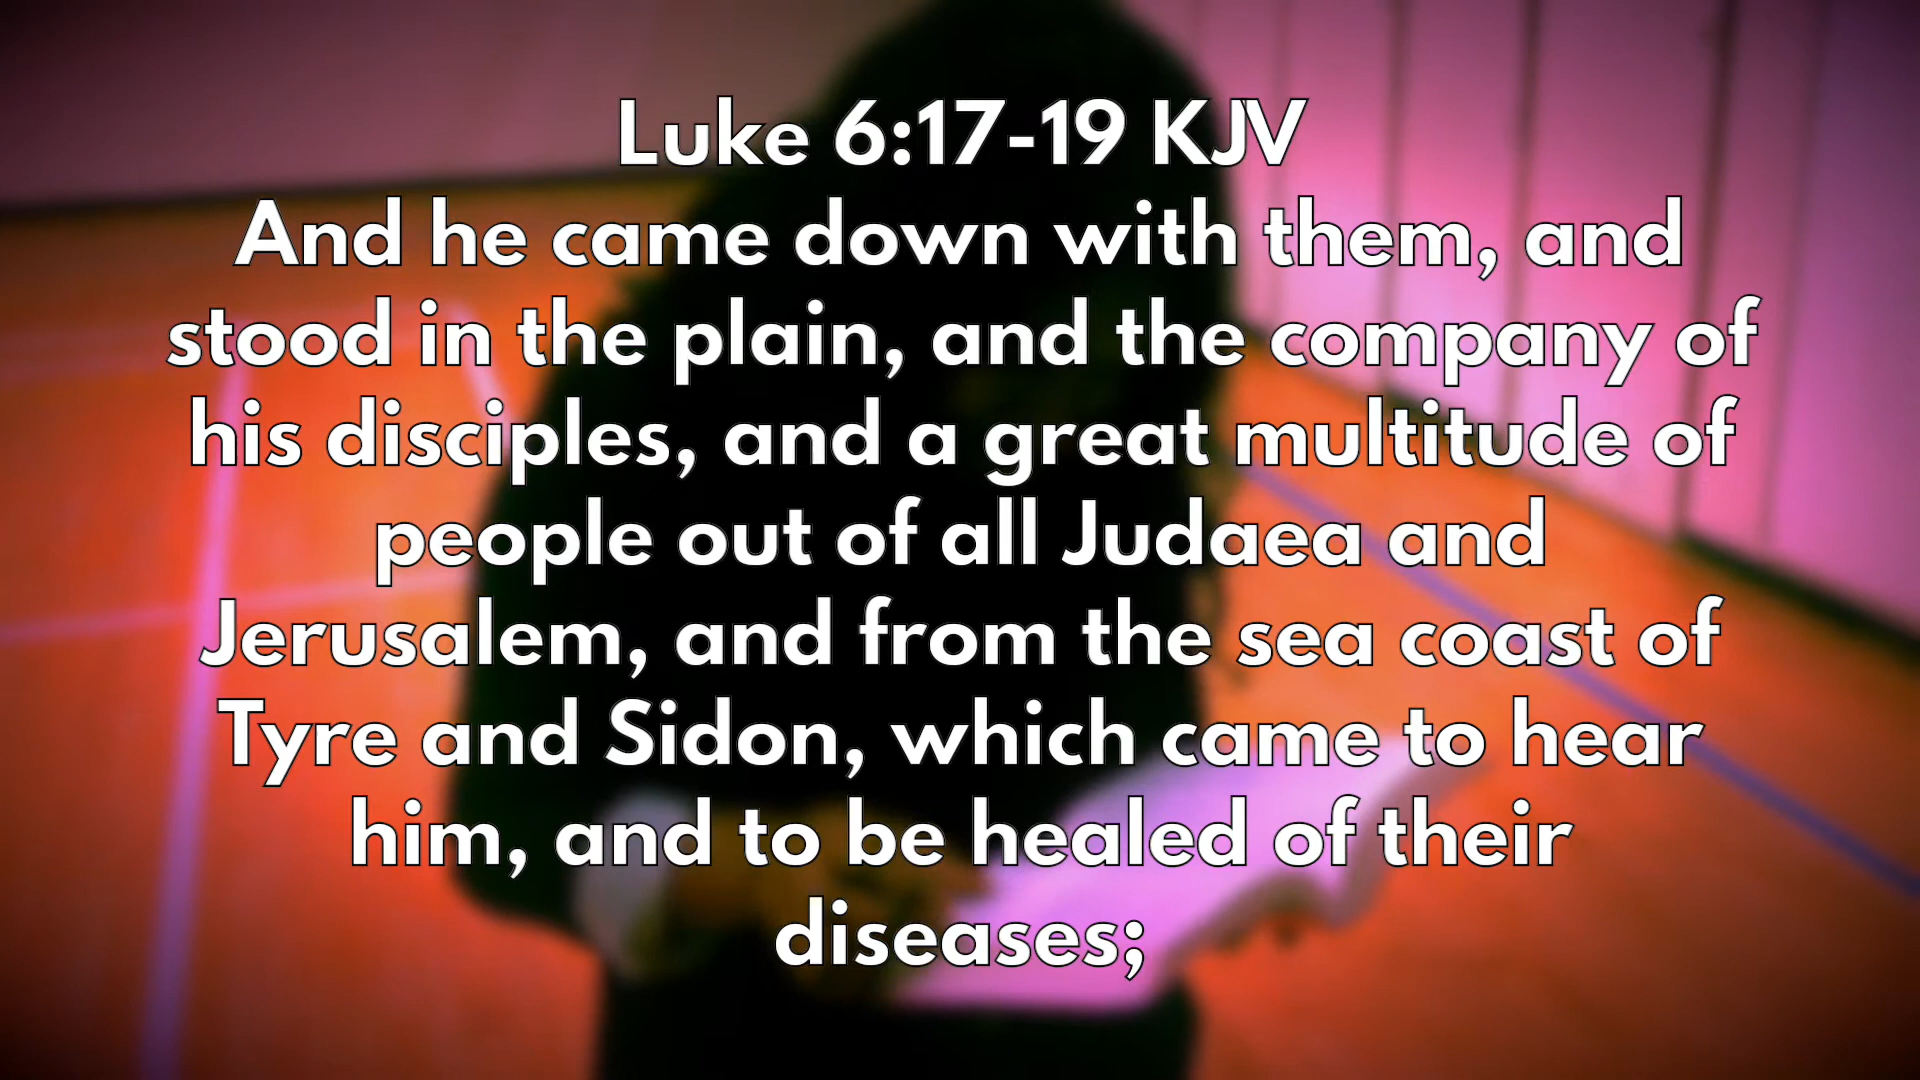 Luke 6:17-19 KJV
And he came down with them, and
stood in the plain, and the company of
his disciples, and a great multitude of
people out of all Judaea and
Jerusalem, and from the sea coast of
Tyre and Sidon, which came to hear
him, and to be healed of their
diseases;